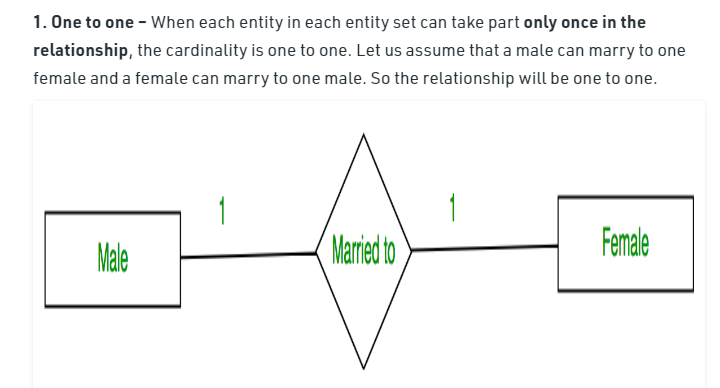 1. One to one – When each entity in each entity set can take part only once in the
relationship, the cardinality is one to one. Let us assume that a male can marry to one
female and a female can marry to one male. So the relationship will be one to one.
1
1
Male
Married to
Female